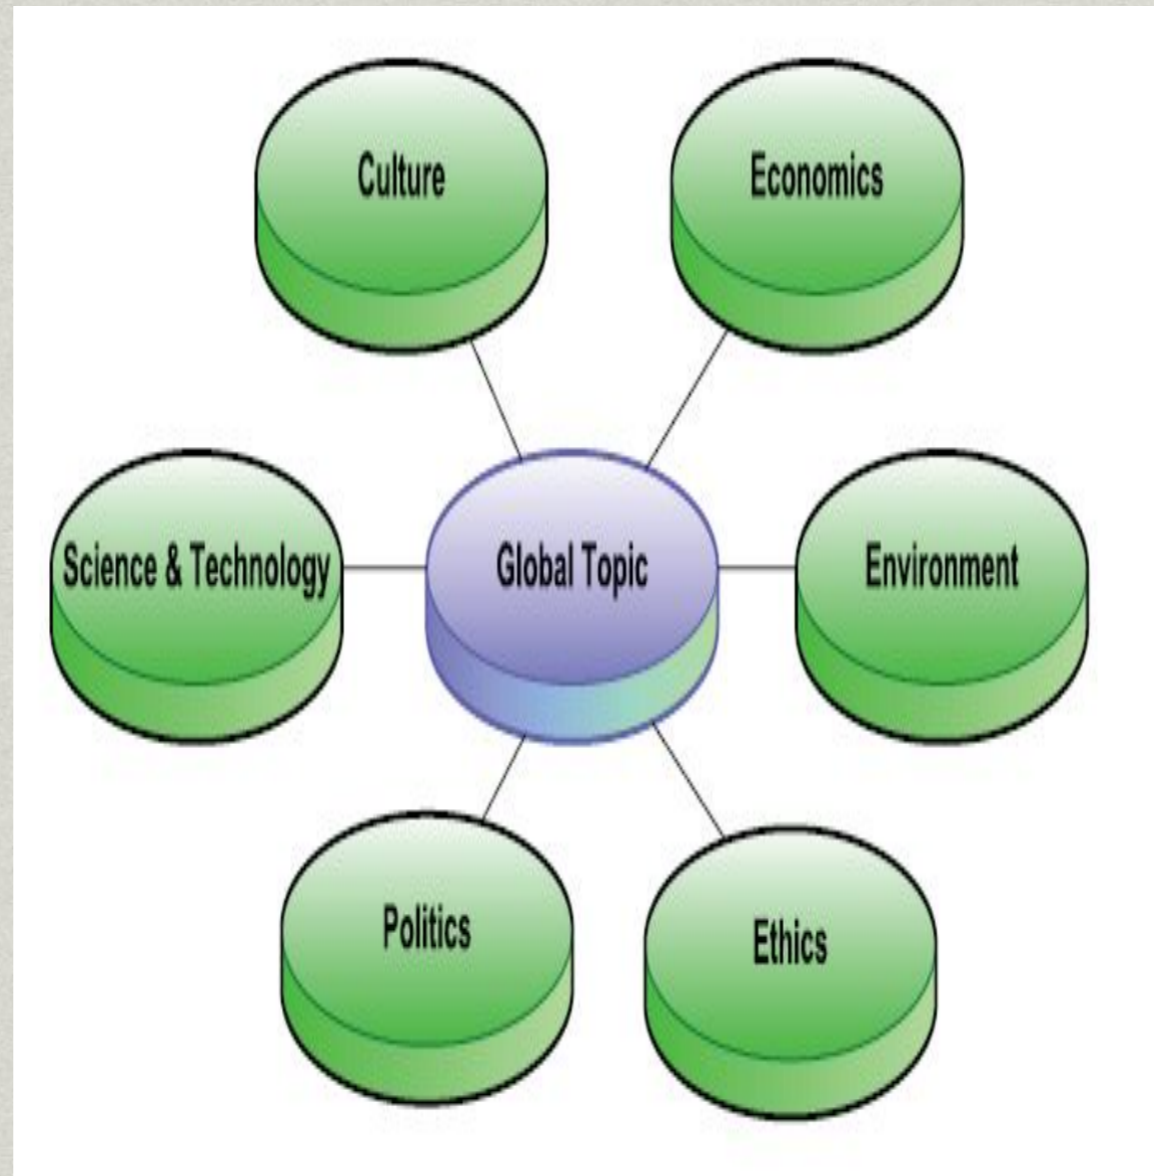 Culture
Economics
Science & Technology
Global Topic
Environment
Politics
Ethics